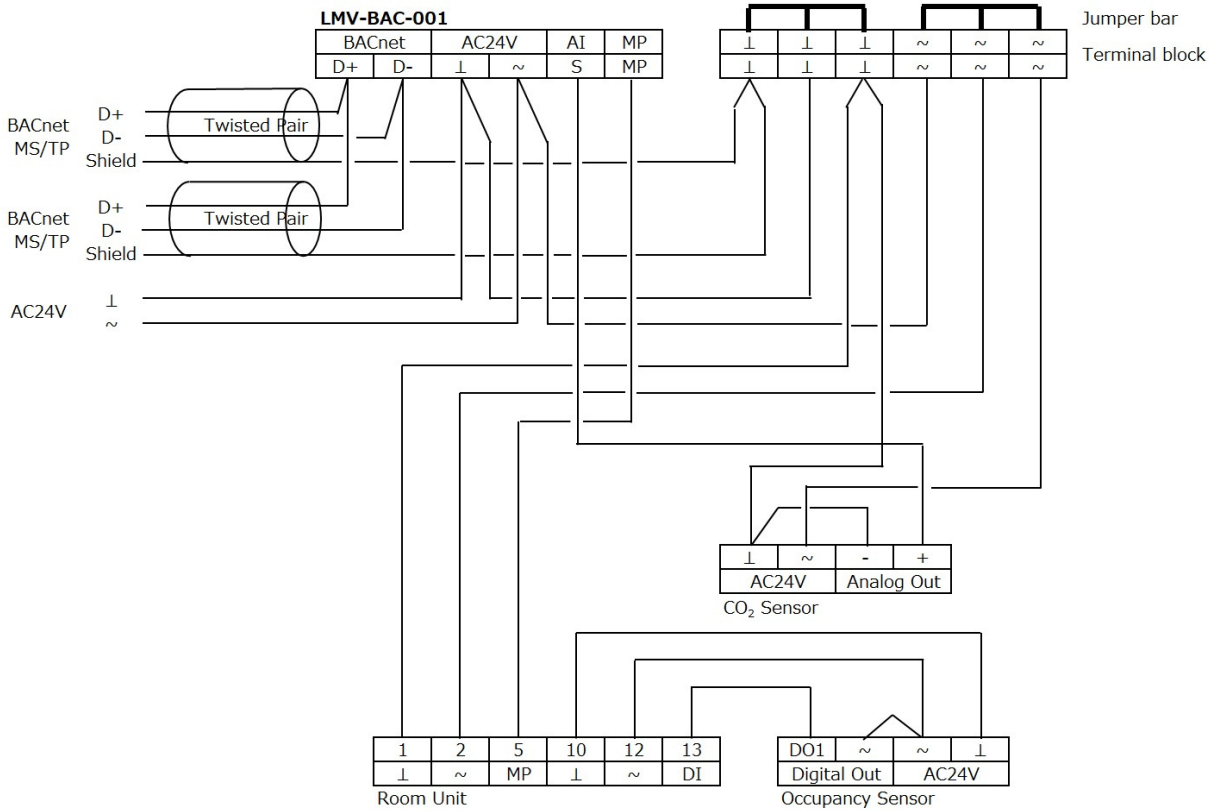 LMV-BAC-001
BACnet AC24V AI MP
D+ D- ⊥ ~ S MP
⊥ ⊥ ⊥ ~ ~ ~
⊥ ⊥ ⊥ ~ ~ ~
Jumper bar
Terminal block
BACnet
MS/TP
D+
D-
Shield
Twisted Pair
BACnet
MS/TP
D+
D-
Shield
Twisted Pair
AC24V
⊥
~
⊥ ~ - +
AC24V Analog Out
CO₂ Sensor
1 2 5 10 12 13
⊥ ~ MP ⊥ ~ DI
Room Unit
DO1 ~ ~ ⊥
Digital Out AC24V
Occupancy Sensor